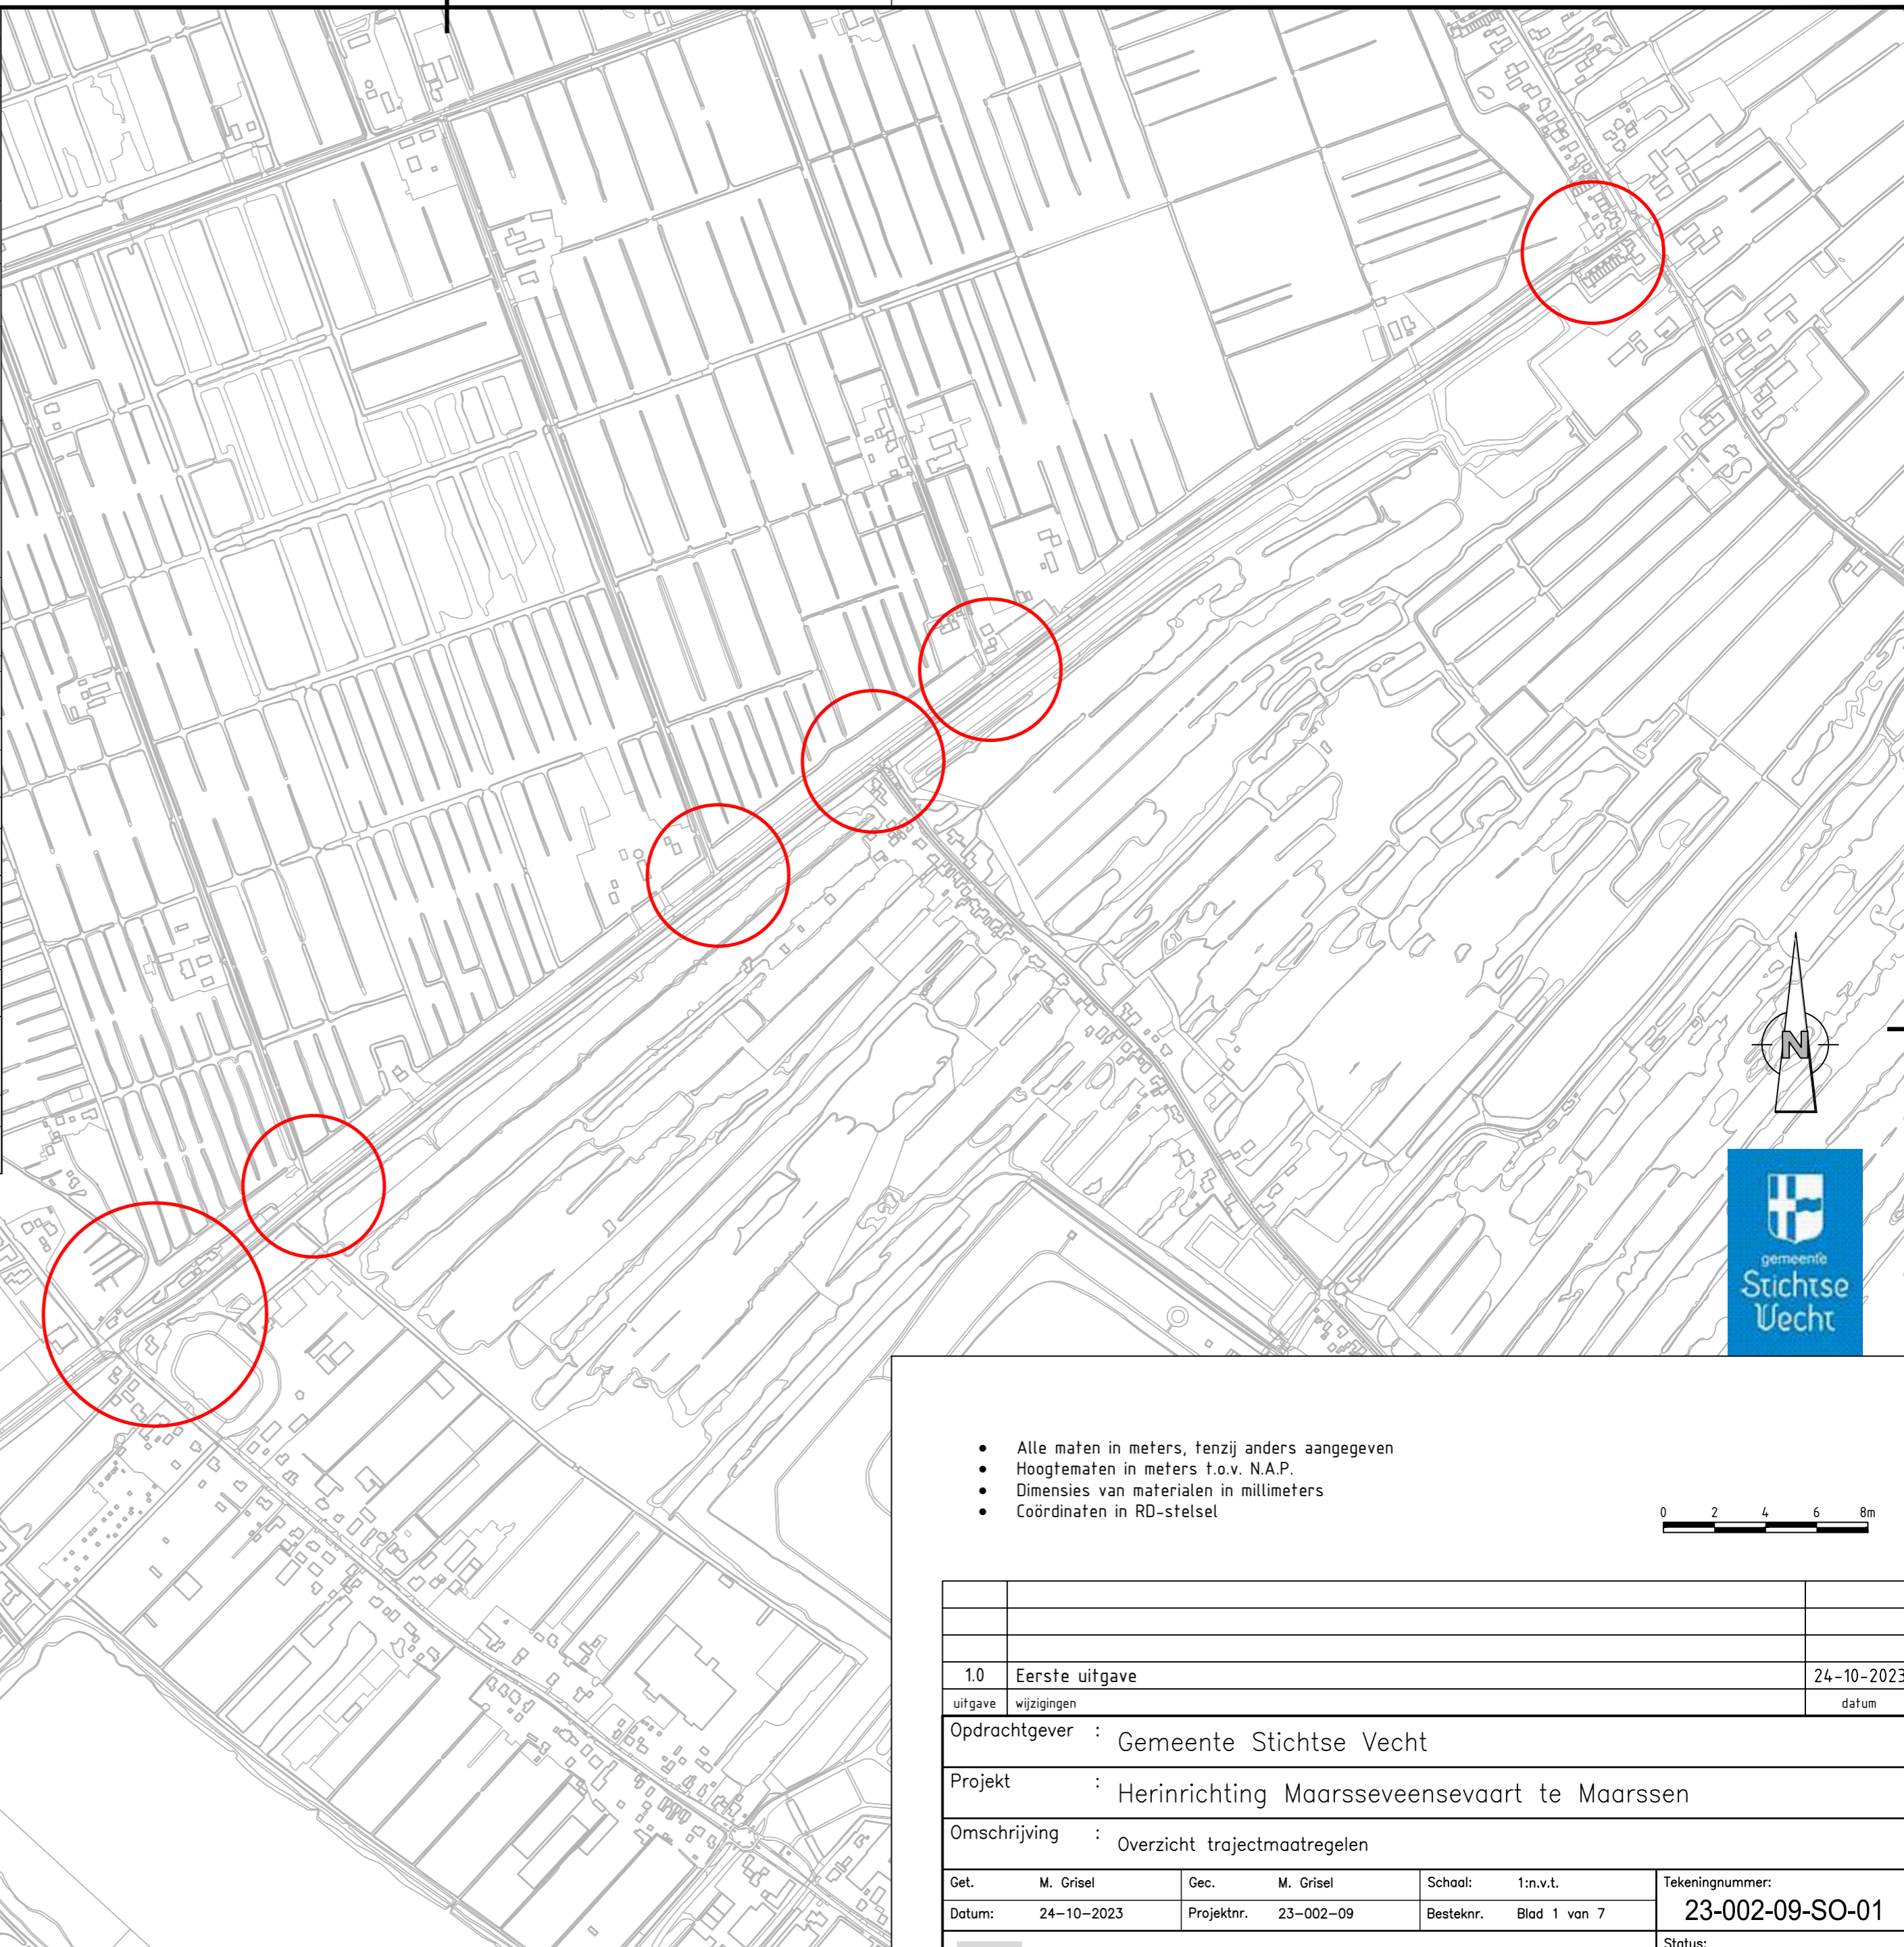 N
gemeente
Stichtse
Vecht
• Alle maten in meters, tenzij anders aangegeven
• Hoogtematen in meters t.o.v. N.A.P.
• Dimensies van materialen in millimeters
• Coördinaten in RD-stelsel
0 2 4 6 8m
1.0 Eerste uitgave 24-10-2023
uitgave wijzigingen datum
Opdrachtgever : Gemeente Stichtse Vecht
Projekt : Herinrichting Maarsseveensevaart te Maarssen
Omschrijving : Overzicht trajectmaatregelen
Get. M. Grisel Gec. M. Grisel Schaal: 1:n.v.t. Tekeningnummer:
Datum: 24-10-2023 Projektnr. 23-002-09 Besteknr. Blad 1 van 7 23-002-09-SO-01
Status: